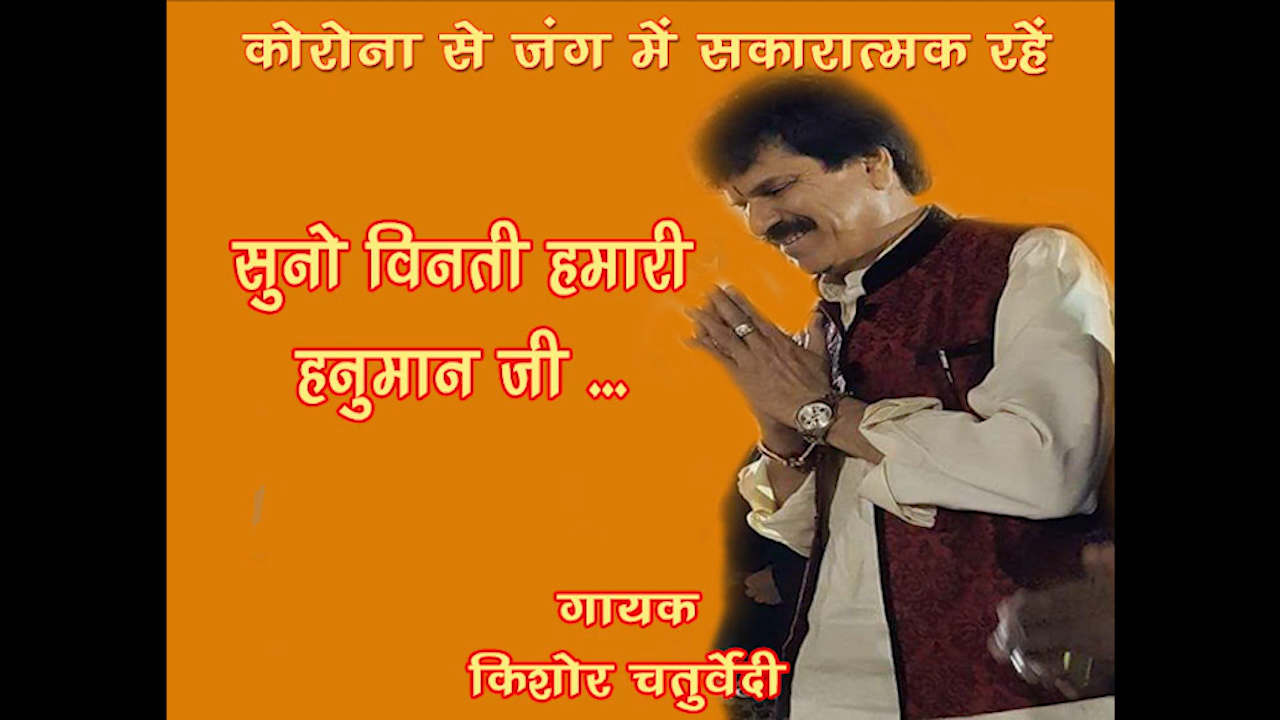 कोरोना से जंग में सकारात्मक रहें
सुनो विनती हमारी
हनुमान जी ...
गायक
किशोर चतुर्वेदी